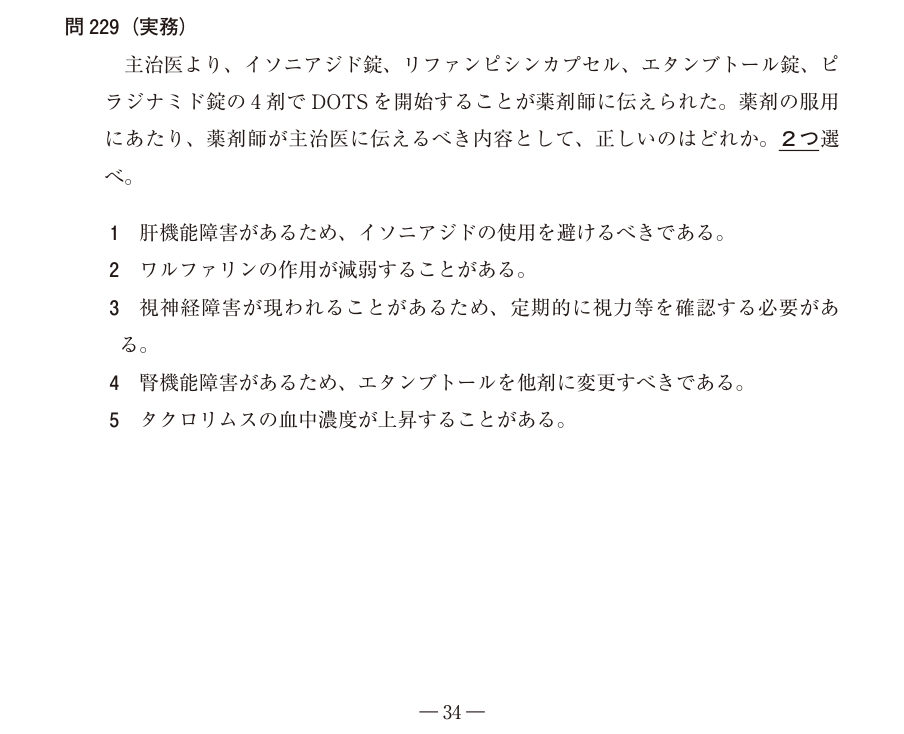 問 229（実務）
主治医より、イソニアジド錠、リファンピシンカプセル、エタンブトール錠、ピ
ラジナミド錠の 4 剤で DOTS を開始することが薬剤師に伝えられた。薬剤の服用
にあたり、薬剤師が主治医に伝えるべき内容として、正しいのはどれか。２つ選
べ。
1 肝機能障害があるため、イソニアジドの使用を避けるべきである。
2 ワルファリンの作用が減弱することがある。
3 視神経障害が現われることがあるため、定期的に視力等を確認する必要があ
る。
4 腎機能障害があるため、エタンブトールを他剤に変更すべきである。
5 タクロリムスの血中濃度が上昇することがある。
― 34 ―